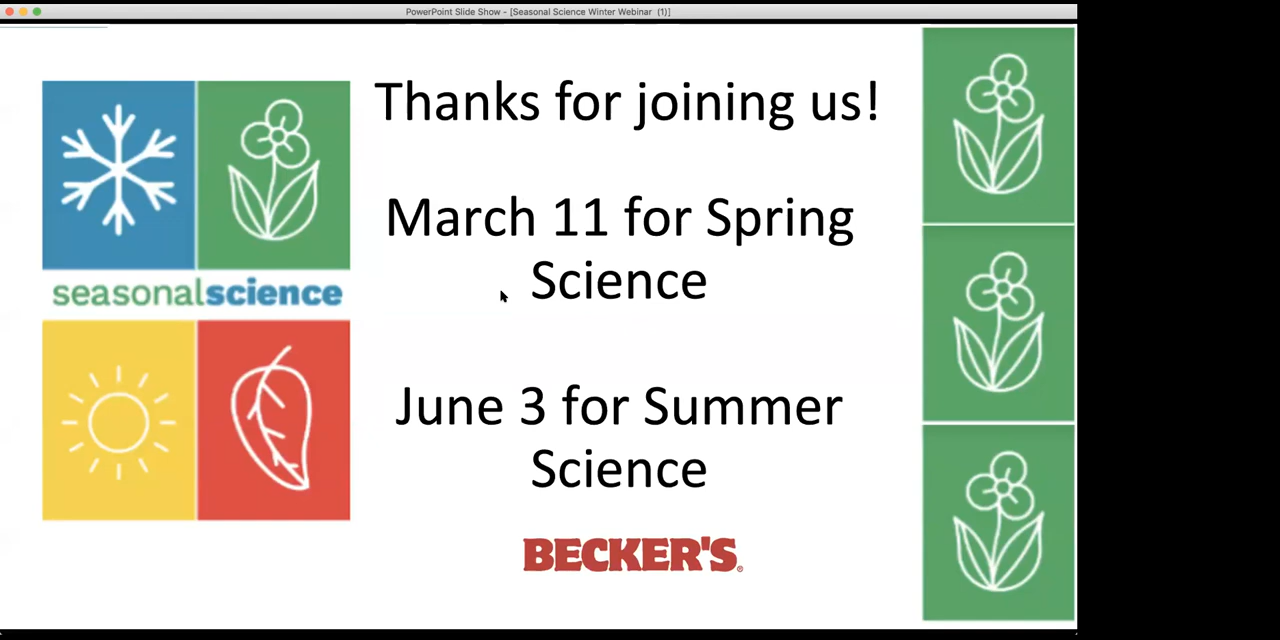 PowerPoint Slide Show - [Seasonal Science Winter Webinar (1)]
Thanks for joining us!
March 11 for Spring
Science
seasonalscience
June 3 for Summer
Science
BECKER'S®